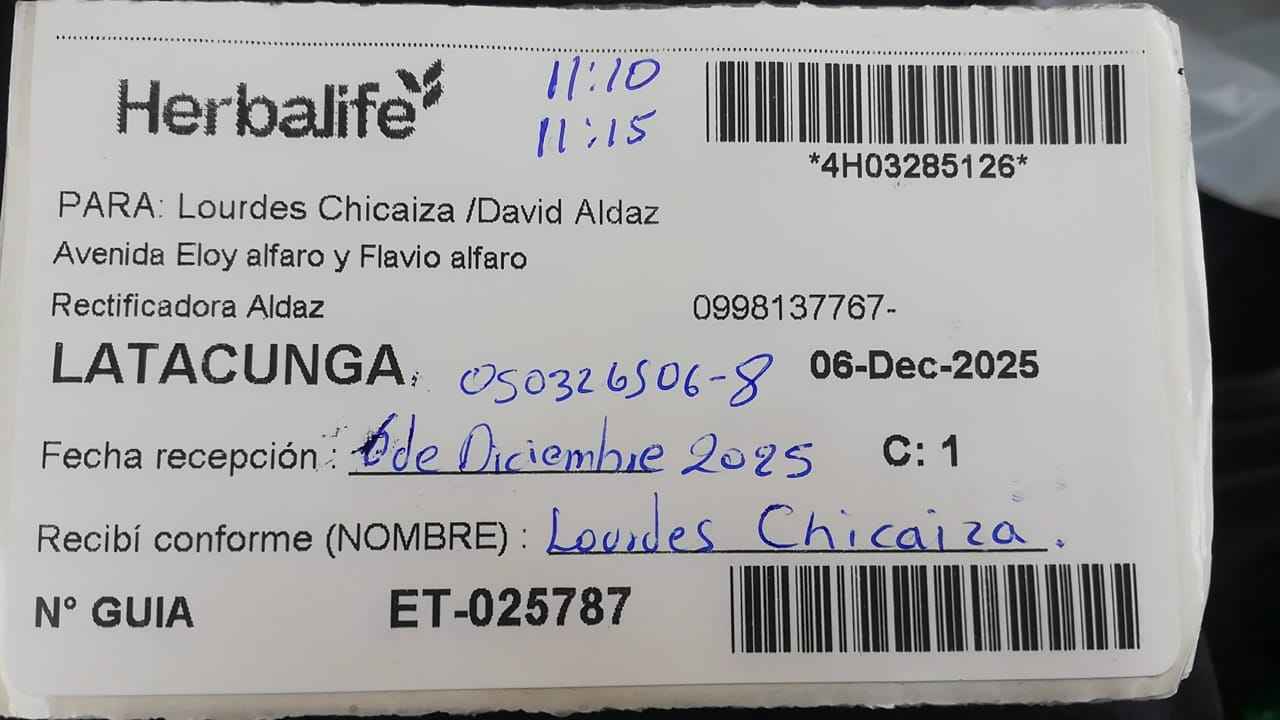 Herbalife
11:10
11:15
*4H03285126*
PARA: Lourdes Chicaiza /David Aldaz
Avenida Eloy alfaro y Flavio alfaro
Rectificadora Aldaz 0998137767-
LATACUNGA, 050326506-8 06-Dec-2025
Fecha recepción : 6 de Diciembre 2025 C: 1
Recibí conforme (NOMBRE) : Lourdes Chicaiza.
N° GUIA ET-025787